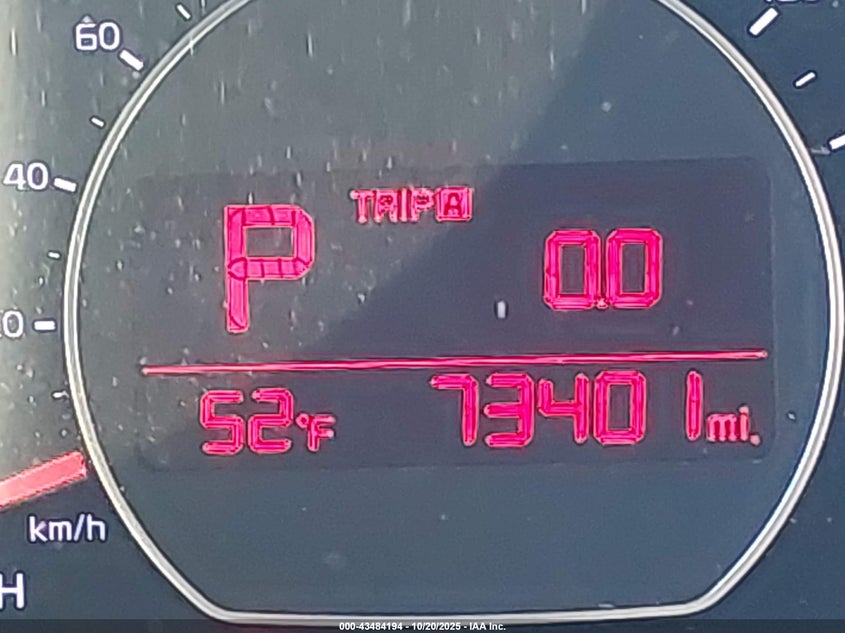 60
40
P
TRIP A
0.0
52°F
73401 mi.
km/h
H
000-43484194 - 10/20/2025 - IAA Inc.